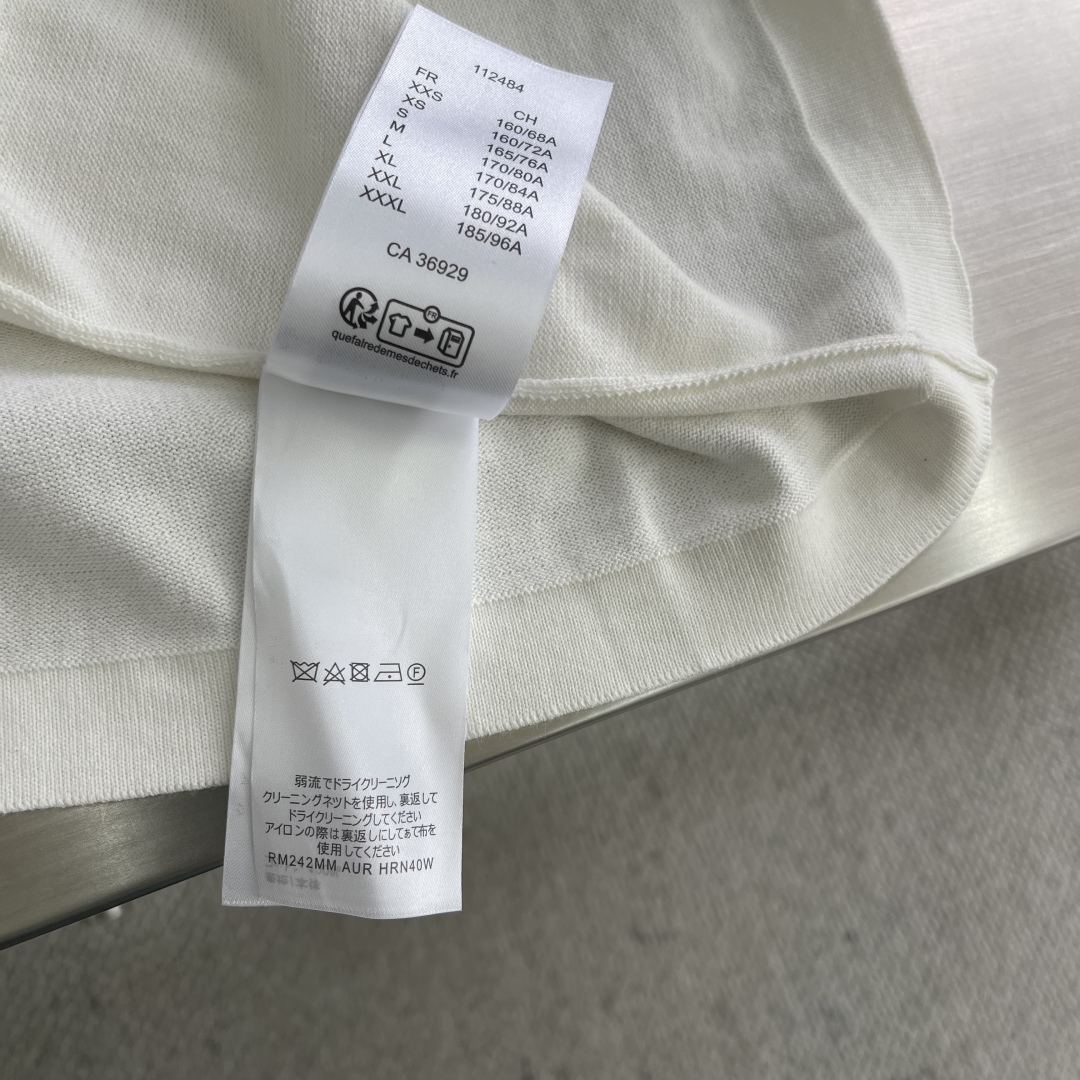 112484
FR CH
XXS 160/68A
XS 160/72A
S 165/76A
M 170/80A
L 170/84A
XL 175/88A
XXL 180/92A
XXXL 185/96A
CA 36929
FR
quefairedemesdechets.fr
F
弱流でドライクリーニソグ
クリーニングネットを使用し、裏返して
ドライクリーニングしてください
アイロンの際は裏返しにしてぁて布を
使用してください
RM242MM AUR HRN40W